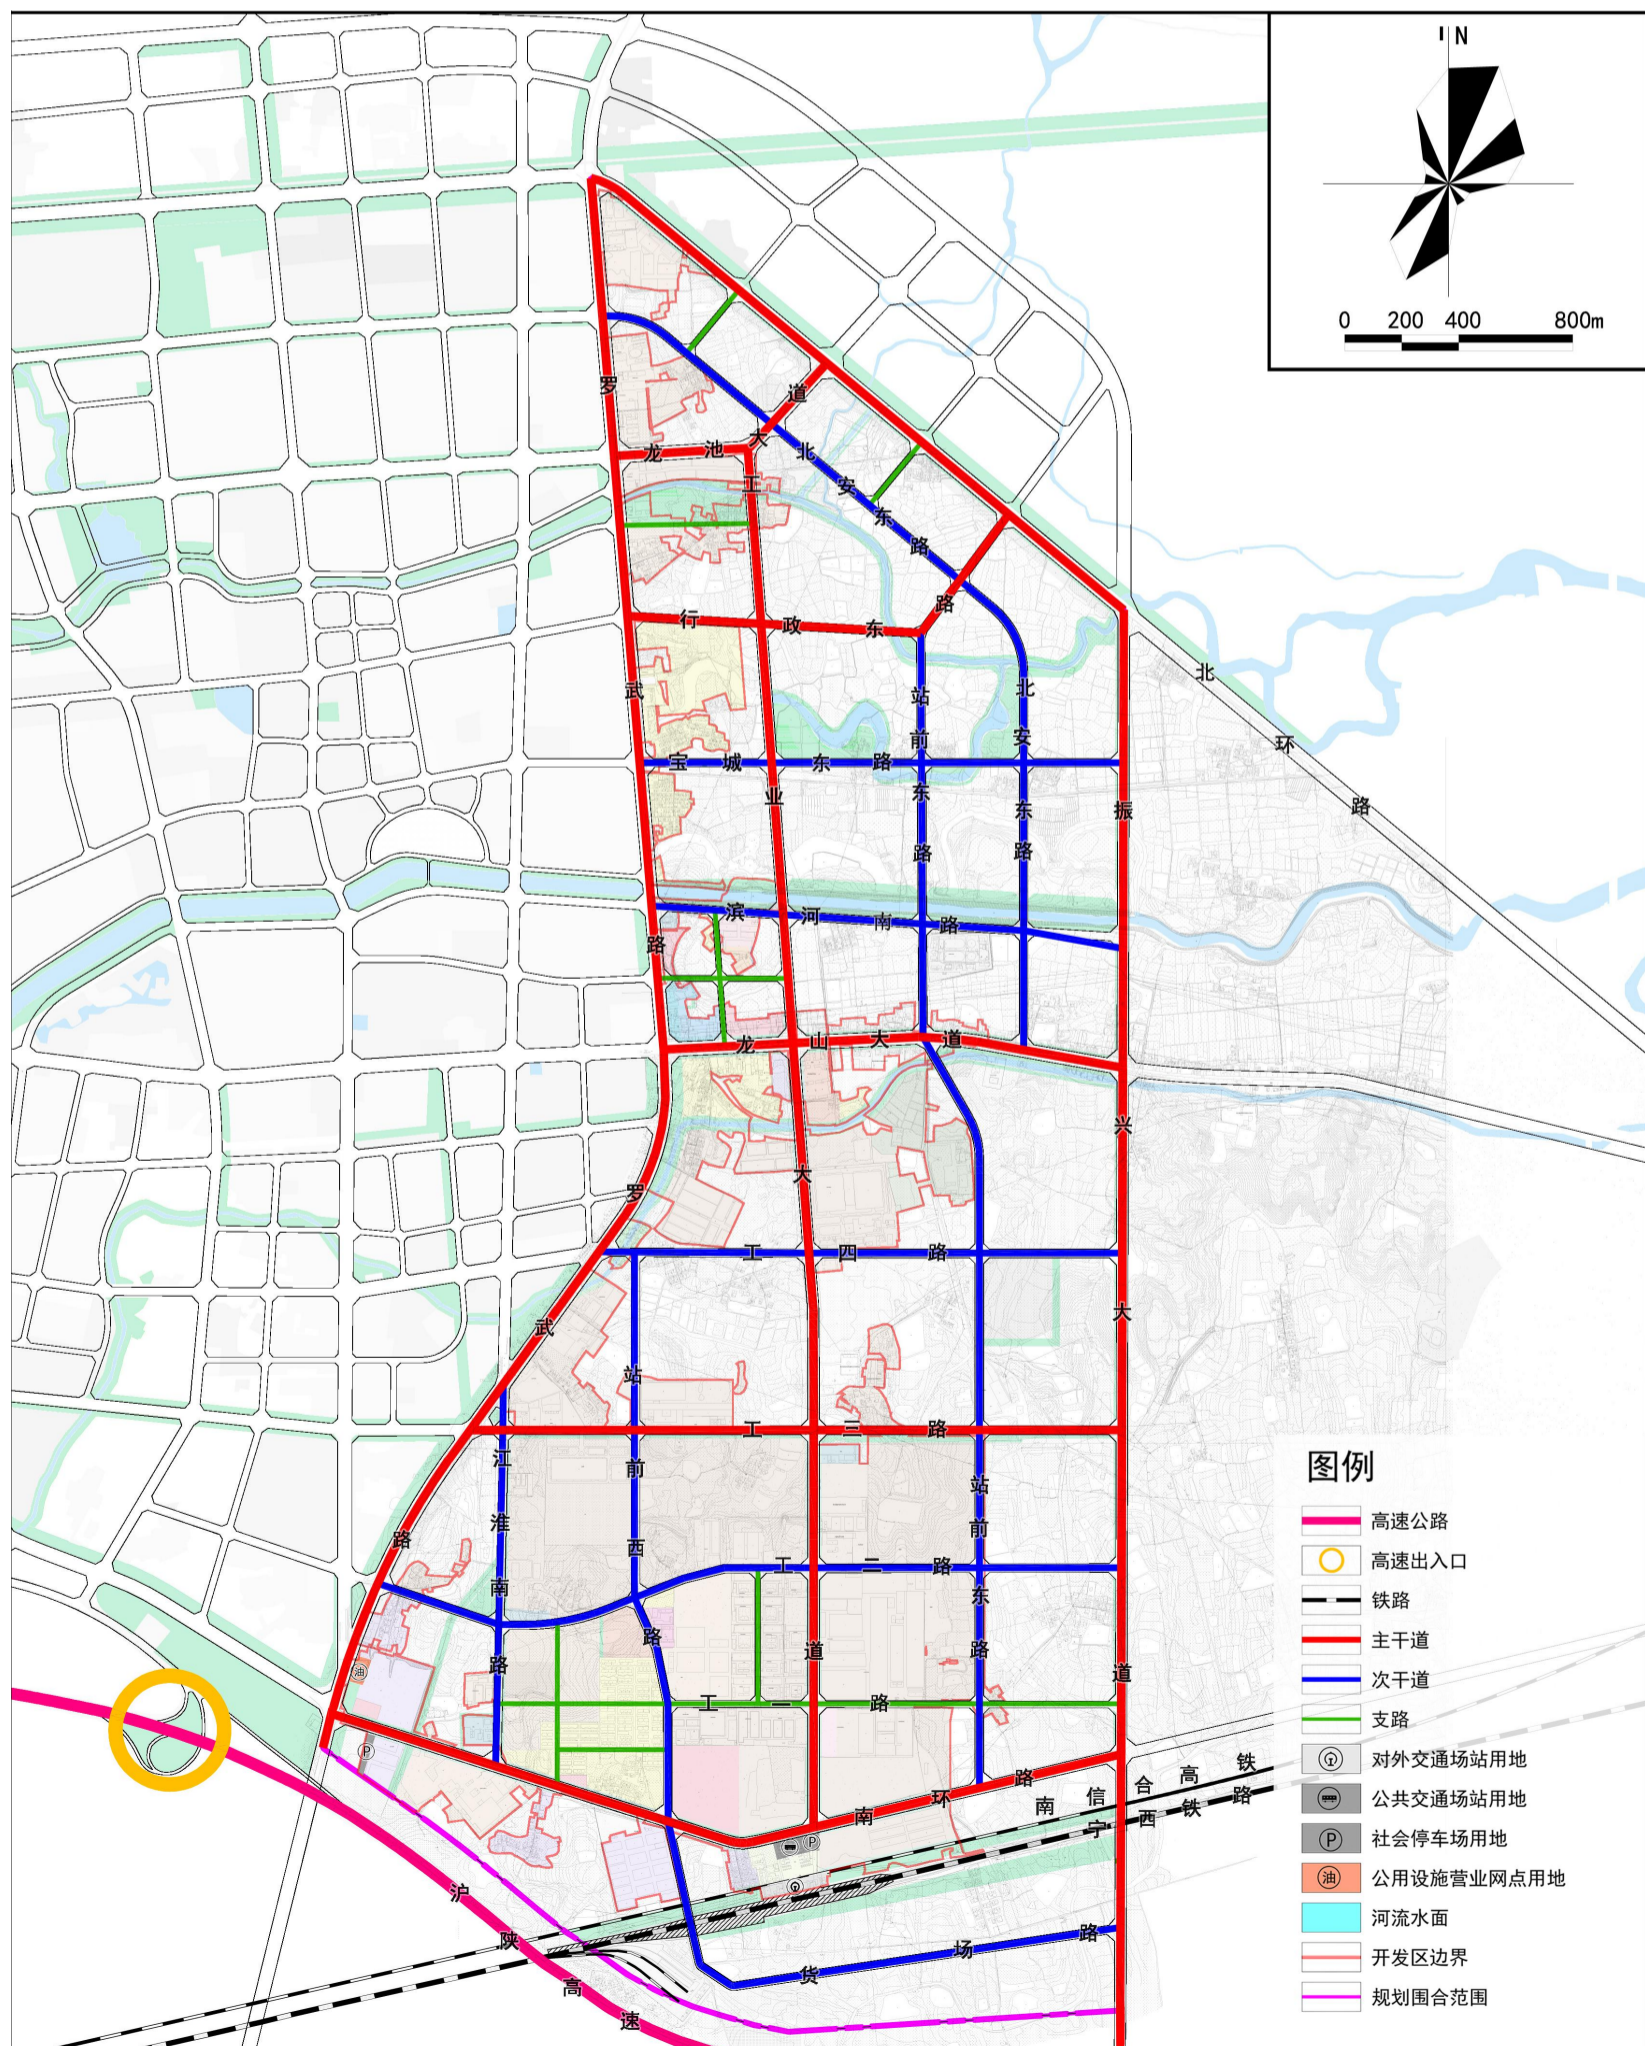 N
0 200 400 800m
龙池大道
北安东路
行政东路
站前东路
北安东路
宝城东路
滨河南路
龙山大道
罗武路
罗武路
工业大道
振兴大道
北环路
工四路
工三路
工二路
工一路
站前西路
站前东路
江淮南路
南环路
货场路
沪陕高速
南信合高铁
宁西铁路
油
P
P
图例
高速公路
高速出入口
铁路
主干道
次干道
支路
对外交通场站用地
公共交通场站用地
P 社会停车场用地
油 公用设施营业网点用地
河流水面
开发区边界
规划围合范围